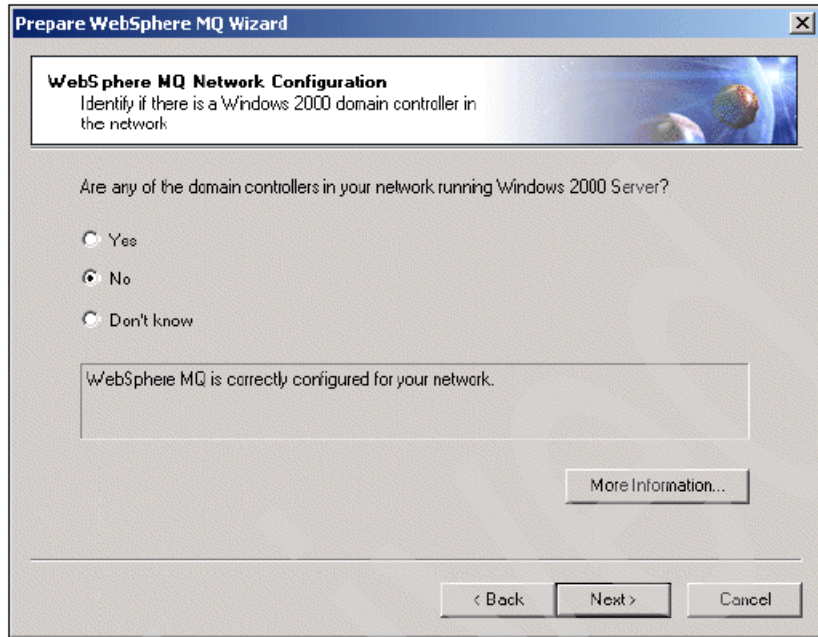 Prepare WebSphere MQ Wizard
WebSphere MQ Network Configuration
Identify if there is a Windows 2000 domain controller in
the network
Are any of the domain controllers in your network running Windows 2000 Server?
Yes
No
Don't know
WebSphere MQ is correctly configured for your network.
More Information...
< Back
Next >
Cancel